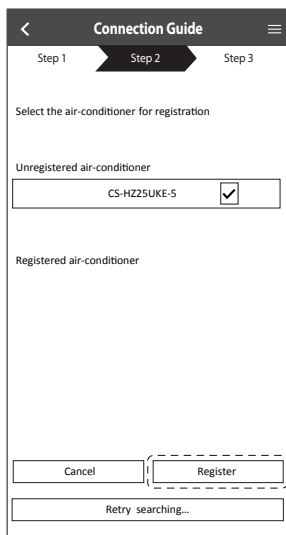 Connection Guide
Step 1 Step 2 Step 3
Select the air-conditioner for registration
Unregistered air-conditioner
CS-HZ25UKE-5
Registered air-conditioner
Cancel Register
Retry searching...